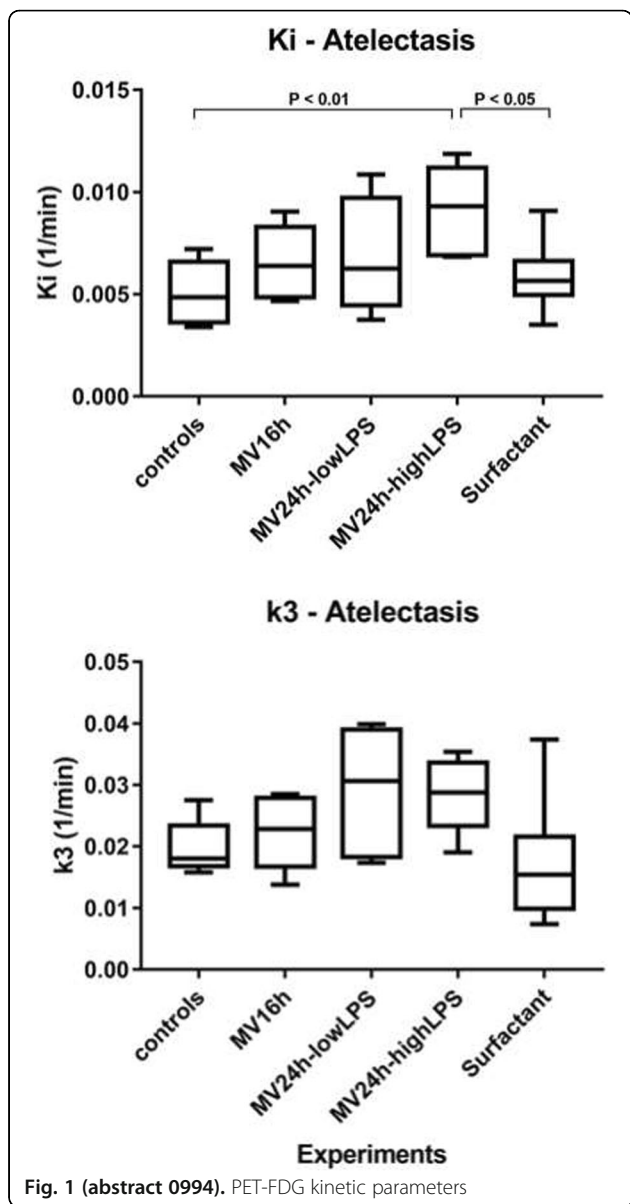 Ki - Atelectasis
0.015
P < 0.01
P < 0.05
0.010
Ki (1/min)
0.005
0.000
controls
MV16h
MV24h-lowLPS
MV24h-highLPS
Surfactant
k3 - Atelectasis
0.05
0.04
0.03
k3 (1/min)
0.02
0.01
0.00
controls
MV16h
MV24h-lowLPS
MV24h-highLPS
Surfactant
Experiments
Fig. 1 (abstract 0994). PET-FDG kinetic parameters